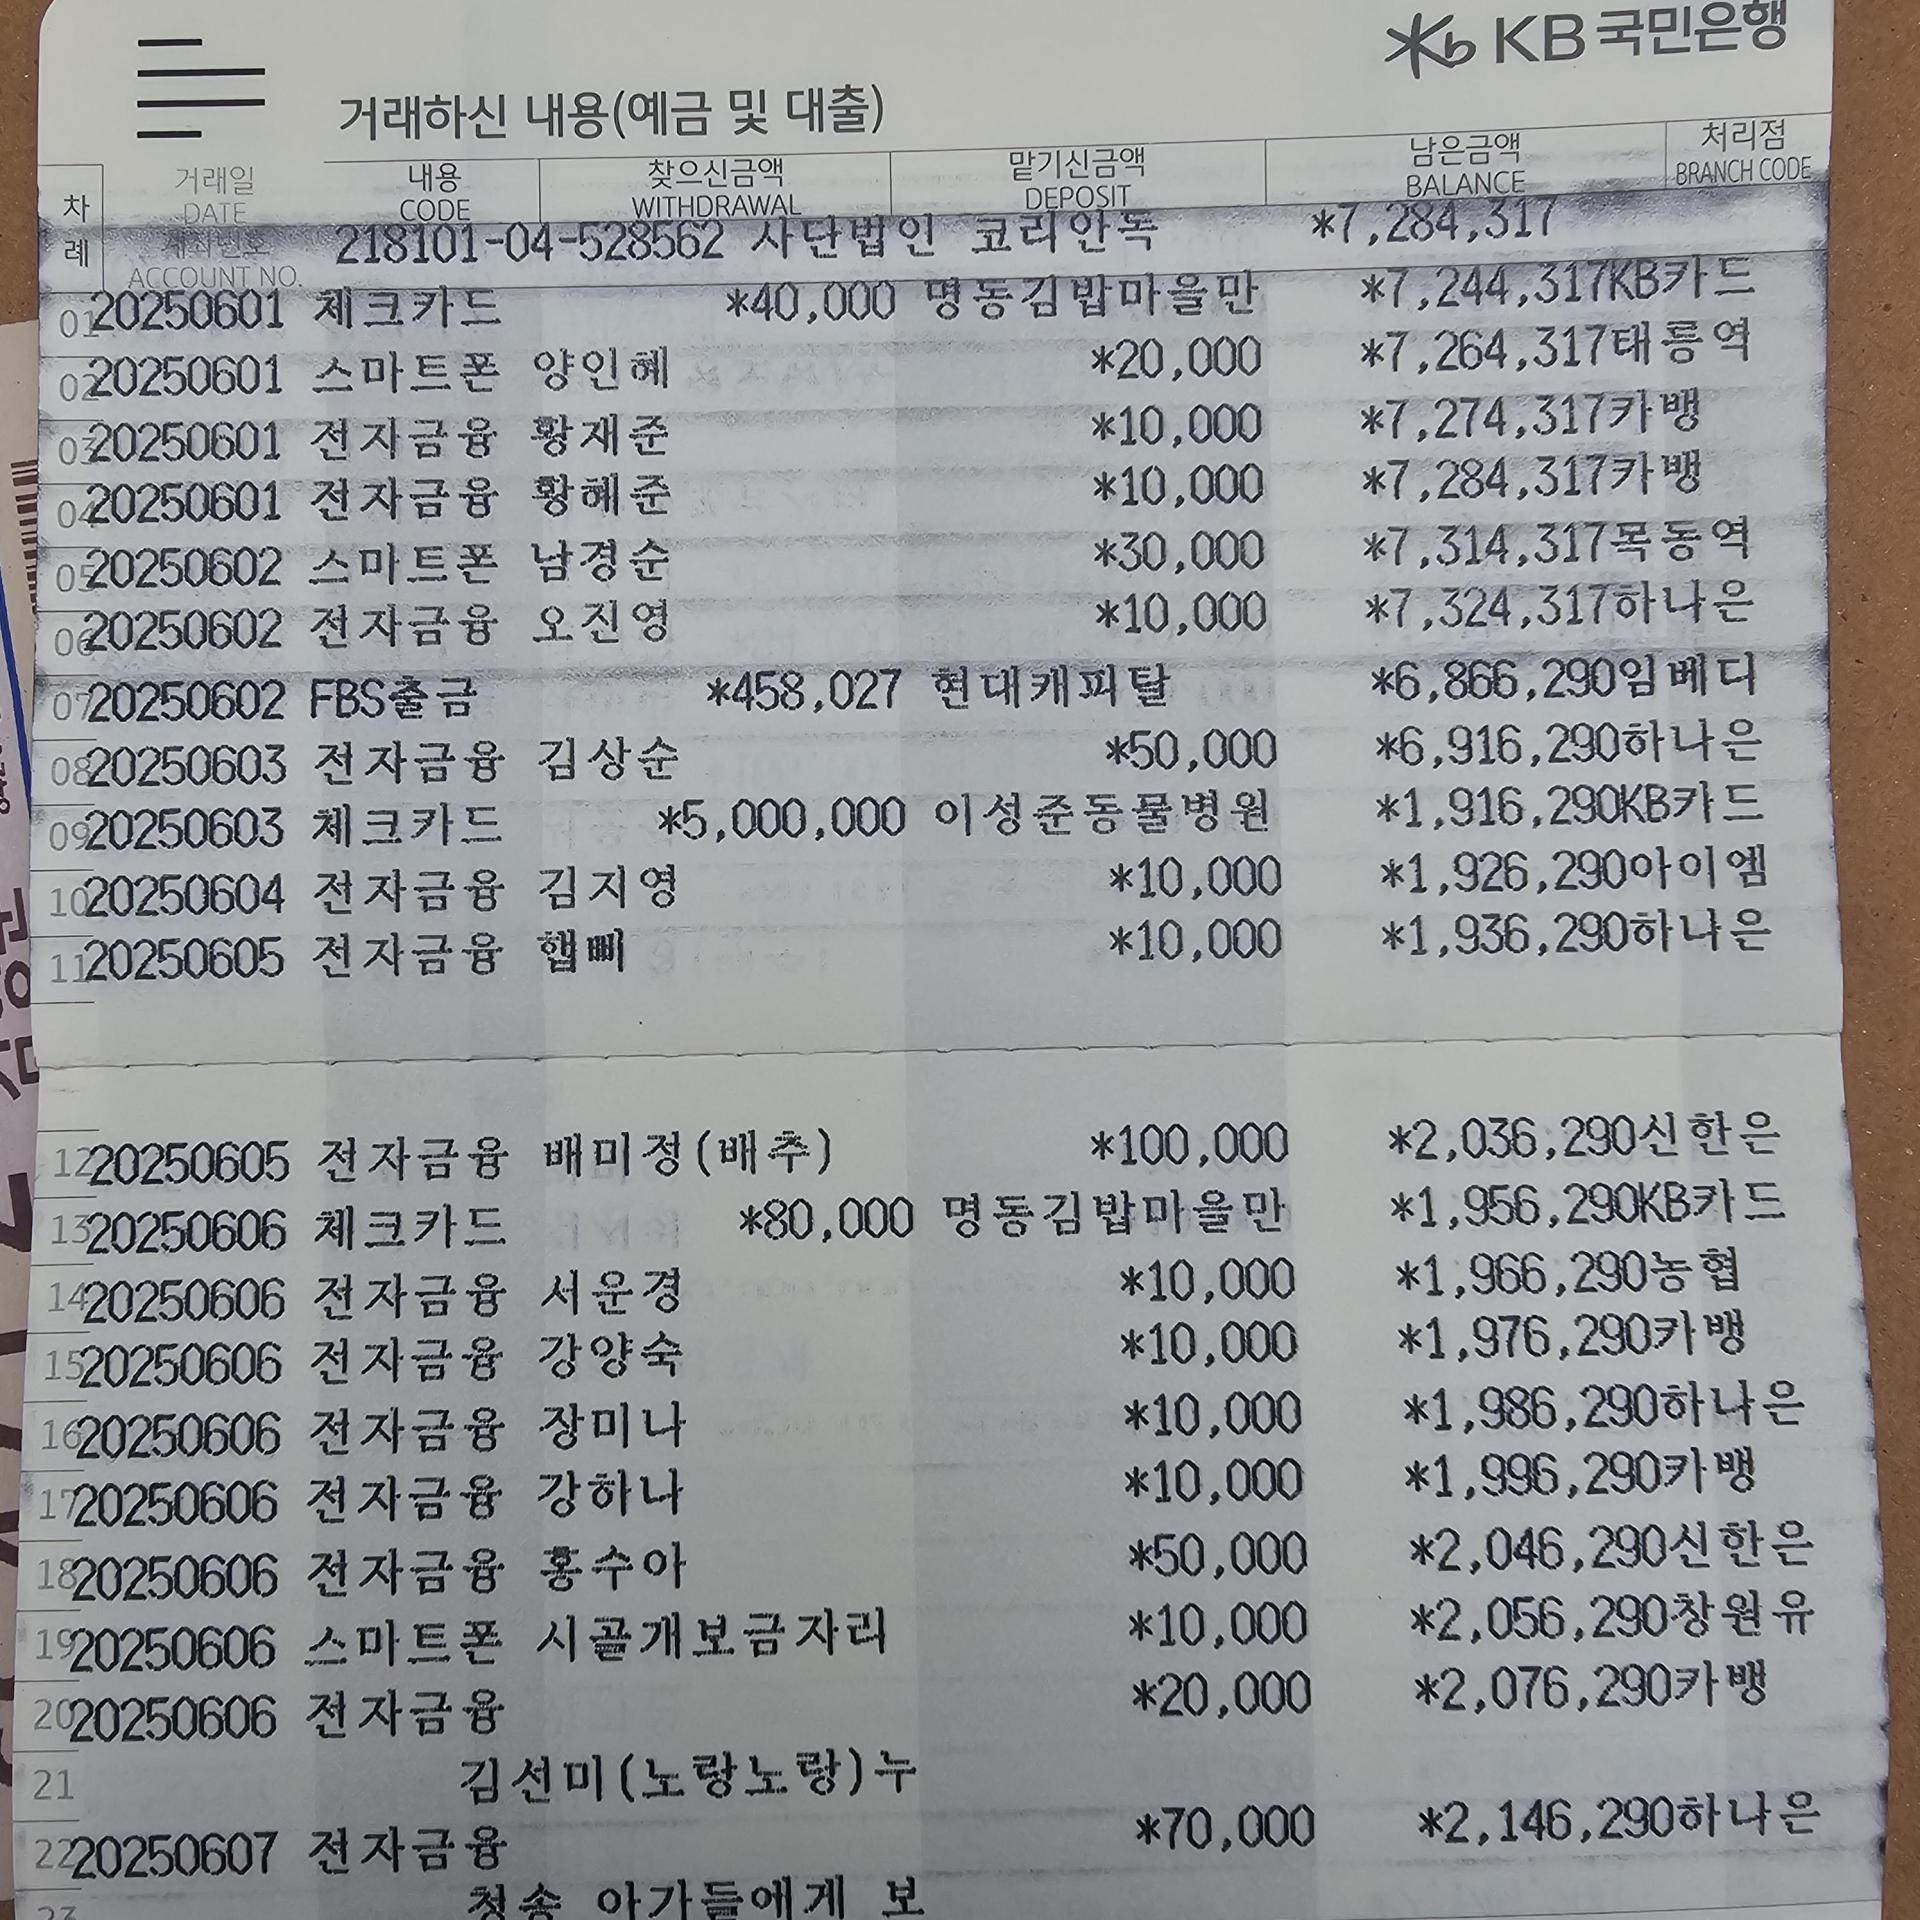 KB 국민은행
거래하신 내용(예금 및 대출)
차례 거래일 내용 찾으신금액 맡기신금액 남은금액 처리점
DATE CODE WITHDRAWAL DEPOSIT BALANCE BRANCH CODE
계좌번호 218101-04-528562 사단법인 코리안독 *7,284,317
ACCOUNT NO.
01 20250601 체크카드 *40,000 명동김밥마을만 *7,244,317KB카드
02 20250601 스마트폰 양인혜 *20,000 *7,264,317태릉역
03 20250601 전자금융 황재준 *10,000 *7,274,317카뱅
04 20250601 전자금융 황혜준 *10,000 *7,284,317카뱅
05 20250602 스마트폰 남경순 *30,000 *7,314,317목동역
06 20250602 전자금융 오진영 *10,000 *7,324,317하나은
07 20250602 FBS출금 *458,027 현대캐피탈 *6,866,290임베디
08 20250603 전자금융 김상순 *50,000 *6,916,290하나은
09 20250603 체크카드 *5,000,000 이성준동물병원 *1,916,290KB카드
10 20250604 전자금융 김지영 *10,000 *1,926,290아이엠
11 20250605 전자금융 햅삐 *10,000 *1,936,290하나은
12 20250605 전자금융 배미정(배추) *100,000 *2,036,290신한은
13 20250606 체크카드 *80,000 명동김밥마을만 *1,956,290KB카드
14 20250606 전자금융 서운경 *10,000 *1,966,290농협
15 20250606 전자금융 강양숙 *10,000 *1,976,290카뱅
16 20250606 전자금융 장미나 *10,000 *1,986,290하나은
17 20250606 전자금융 강하나 *10,000 *1,996,290카뱅
18 20250606 전자금융 홍수아 *50,000 *2,046,290신한은
19 20250606 스마트폰 시골개보금자리 *10,000 *2,056,290창원유
20 20250606 전자금융 *20,000 *2,076,290카뱅
21 김선미(노랑노랑)누
22 20250607 전자금융 *70,000 *2,146,290하나은
23 청송 아가들에게 보